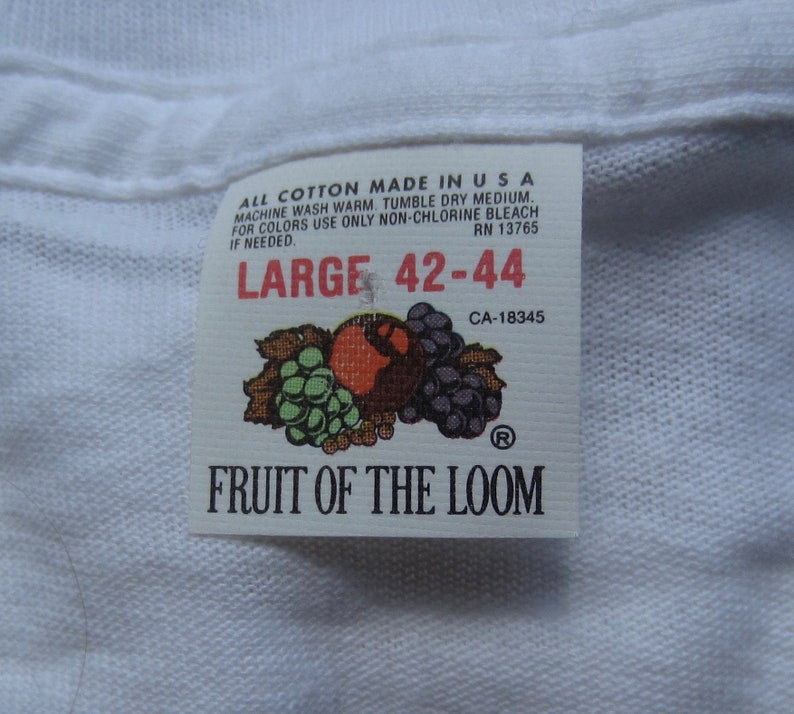 ALL COTTON MADE IN U S A
MACHINE WASH WARM. TUMBLE DRY MEDIUM.
FOR COLORS USE ONLY NON-CHLORINE BLEACH
IF NEEDED. RN 13765
LARGE 42-44
CA-18345
®
FRUIT OF THE LOOM